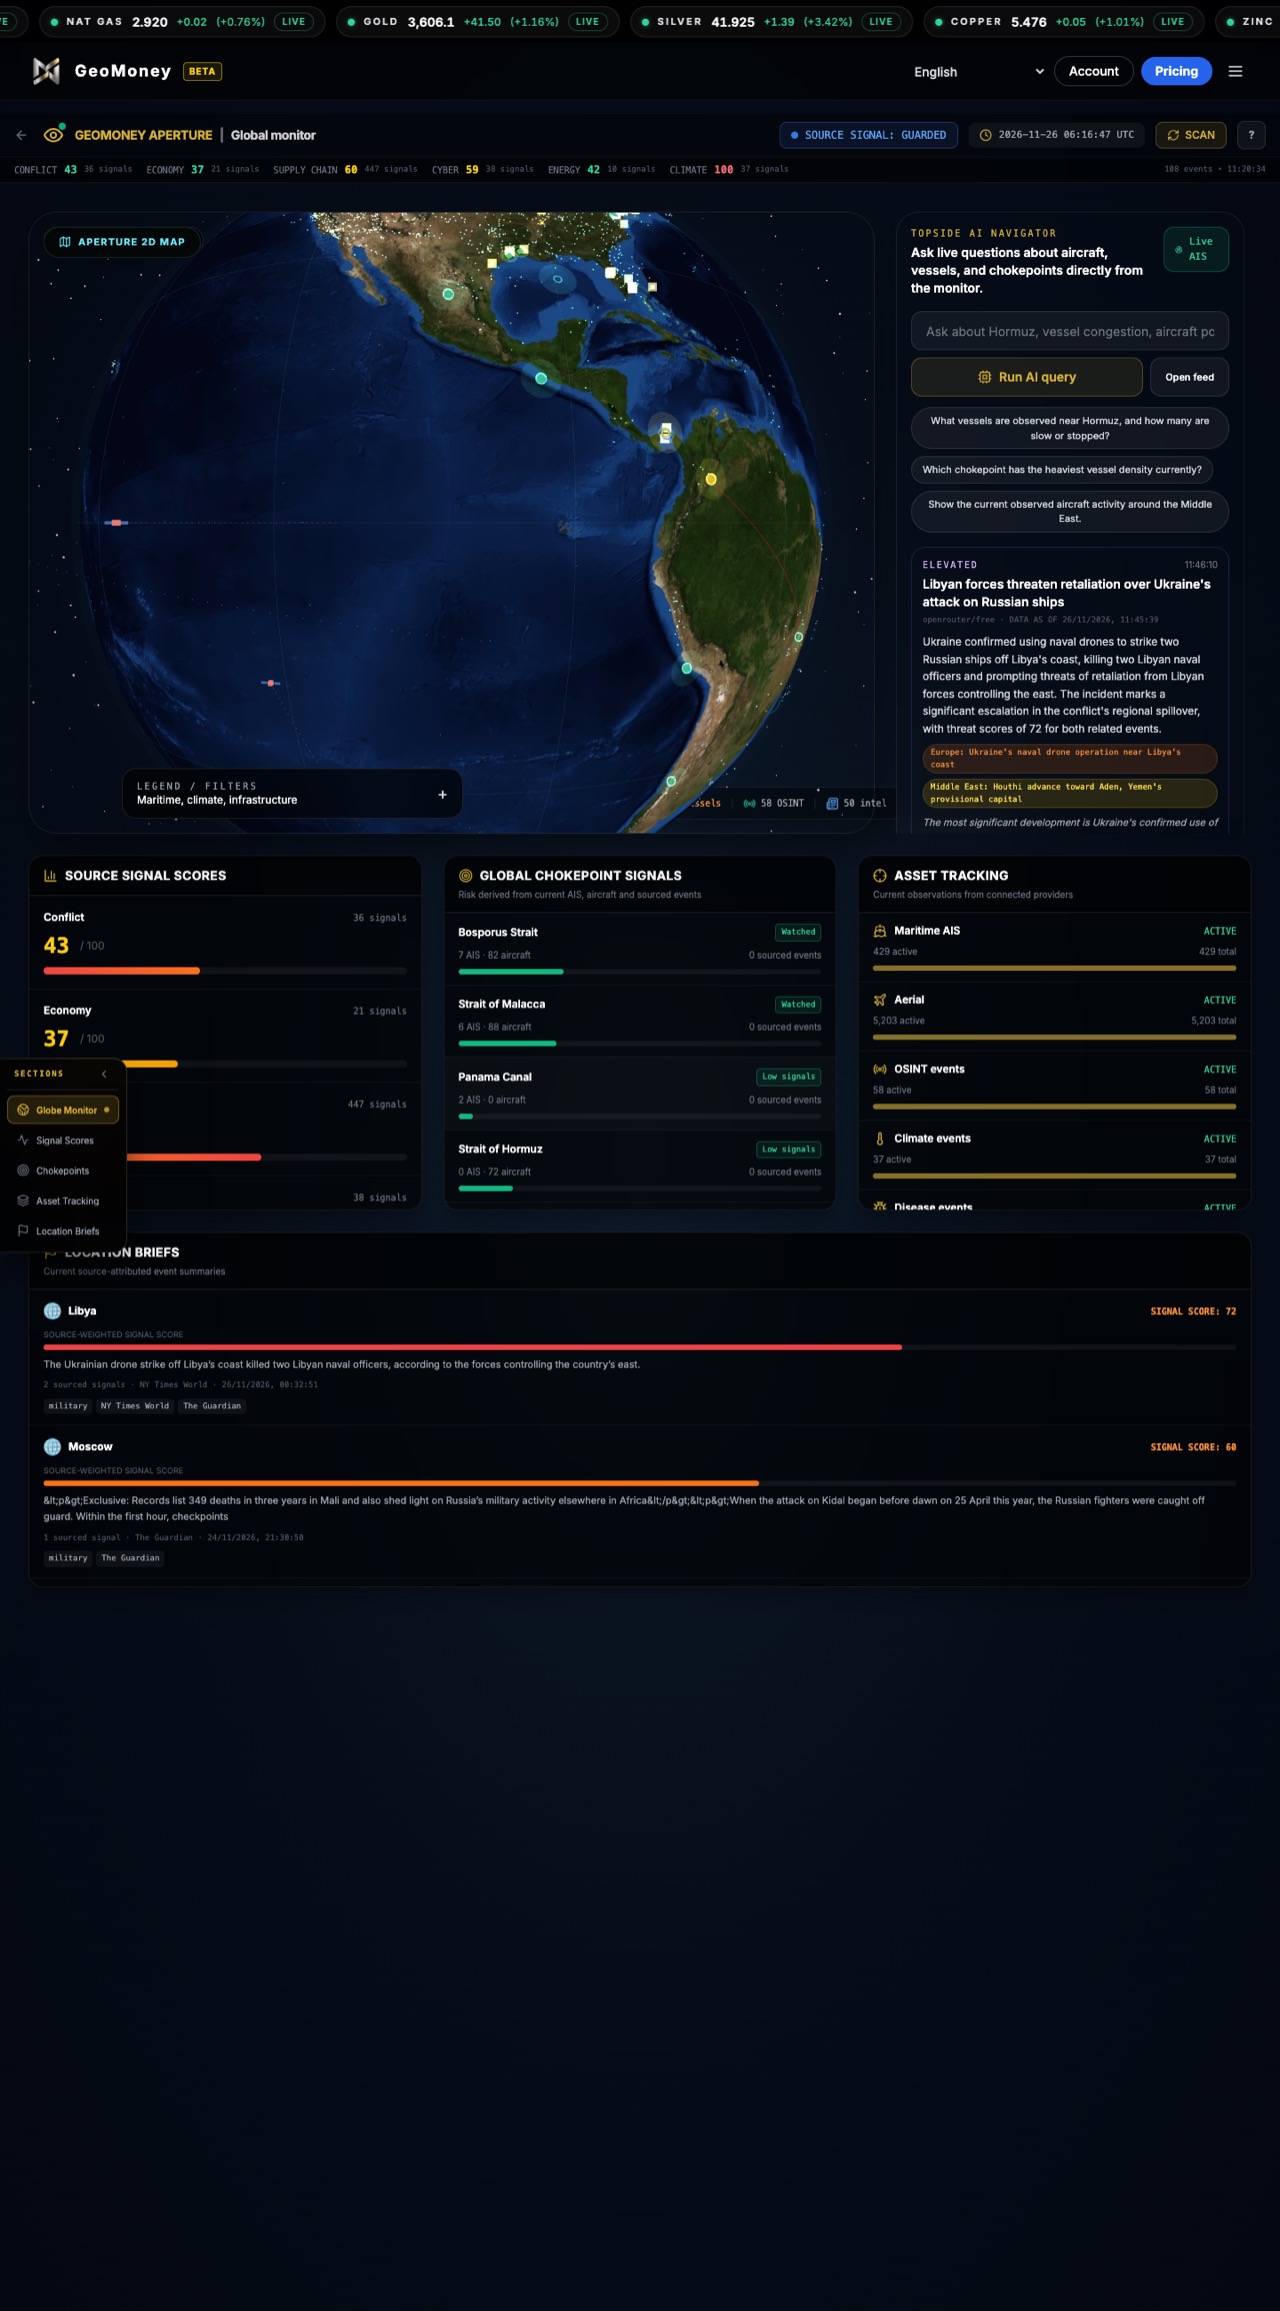 NAT GAS 2.920 +0.02 (+0.76%) LIVE GOLD 3,606.1 +41.50 (+1.16%) LIVE SILVER 41.925 +1.39 (+3.42%) LIVE COPPER 5.476 +0.05 (+1.01%) LIVE ZINC
GeoMoney BETA English Account Pricing
GEOMONEY APERTURE | Global monitor SOURCE SIGNAL: GUARDED 2026-11-26 06:16:47 UTC SCAN ?
CONFLICT 43 36 signals ECONOMY 37 21 signals SUPPLY CHAIN 60 447 signals CYBER 59 38 signals ENERGY 42 10 signals CLIMATE 100 37 signals 108 events • 11:20:34
APERTURE 2D MAP
LEGEND / FILTERS
Maritime, climate, infrastructure
+
ssels 58 OSINT 50 intel
TOPSIDE AI NAVIGATOR
Ask live questions about aircraft,
vessels, and chokepoints directly from
the monitor.
Live
AIS
Ask about Hormuz, vessel congestion, aircraft pc
Run AI query Open feed
What vessels are observed near Hormuz, and how many are
slow or stopped?
Which chokepoint has the heaviest vessel density currently?
Show the current observed aircraft activity around the Middle
East.
ELEVATED 11:46:10
Libyan forces threaten retaliation over Ukraine's
attack on Russian ships
openrouter/free · DATA AS OF 26/11/2026, 11:45:39
Ukraine confirmed using naval drones to strike two
Russian ships off Libya's coast, killing two Libyan naval
officers and prompting threats of retaliation from Libyan
forces controlling the east. The incident marks a
significant escalation in the conflict's regional spillover,
with threat scores of 72 for both related events.
Europe: Ukraine's naval drone operation near Libya's
coast
Middle East: Houthi advance toward Aden, Yemen's
provisional capital
The most significant development is Ukraine's confirmed use of
SOURCE SIGNAL SCORES
Conflict 36 signals
43 / 100
Economy 21 signals
37 / 100
447 signals
38 signals
GLOBAL CHOKEPOINT SIGNALS
Risk derived from current AIS, aircraft and sourced events
Bosporus Strait Watched
7 AIS · 82 aircraft 0 sourced events
Strait of Malacca Watched
6 AIS · 88 aircraft 0 sourced events
Panama Canal Low signals
2 AIS · 0 aircraft 0 sourced events
Strait of Hormuz Low signals
0 AIS · 72 aircraft 0 sourced events
ASSET TRACKING
Current observations from connected providers
Maritime AIS ACTIVE
429 active 429 total
Aerial ACTIVE
5,203 active 5,203 total
OSINT events ACTIVE
58 active 58 total
Climate events ACTIVE
37 active 37 total
Disease events ACTIVE
SECTIONS
Globe Monitor
Signal Scores
Chokepoints
Asset Tracking
Location Briefs
LOCATION BRIEFS
Current source-attributed event summaries
Libya SIGNAL SCORE: 72
SOURCE-WEIGHTED SIGNAL SCORE
The Ukrainian drone strike off Libya's coast killed two Libyan naval officers, according to the forces controlling the country's east.
2 sourced signals · NY Times World · 26/11/2026, 00:32:51
military NY Times World The Guardian
Moscow SIGNAL SCORE: 60
SOURCE-WEIGHTED SIGNAL SCORE
&lt;p&gt;Exclusive: Records list 349 deaths in three years in Mali and also shed light on Russia's military activity elsewhere in Africa&lt;/p&gt;&lt;p&gt;When the attack on Kidal began before dawn on 25 April this year, the Russian fighters were caught off
guard. Within the first hour, checkpoints
1 sourced signal · The Guardian · 24/11/2026, 21:30:50
military The Guardian